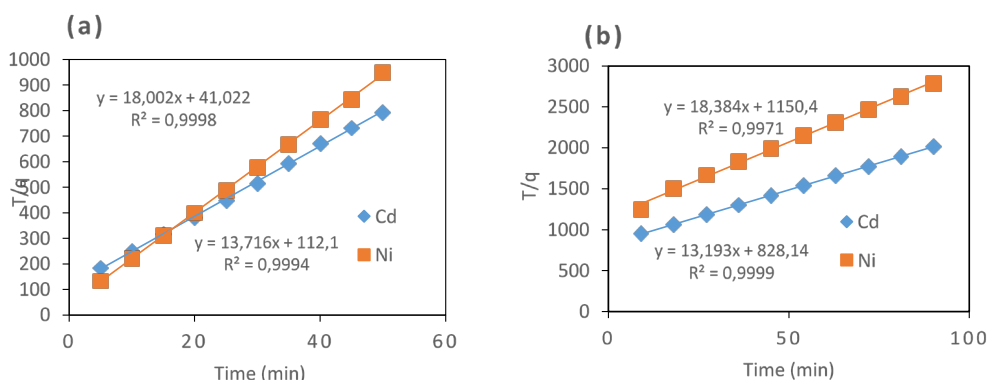 (a)
1000
900
800
700
600
500
400
300
200
100
0
T/q
y = 18,002x + 41,022
R² = 0,9998
Cd
y = 13,716x + 112,1
R² = 0,9994
Ni
0
20
40
60
Time (min)
(b)
3000
2500
2000
1500
1000
500
0
T/q
y = 18,384x + 1150,4
R² = 0,9971
Cd
y = 13,193x + 828,14
R² = 0,9999
Ni
0
50
100
Time (min)